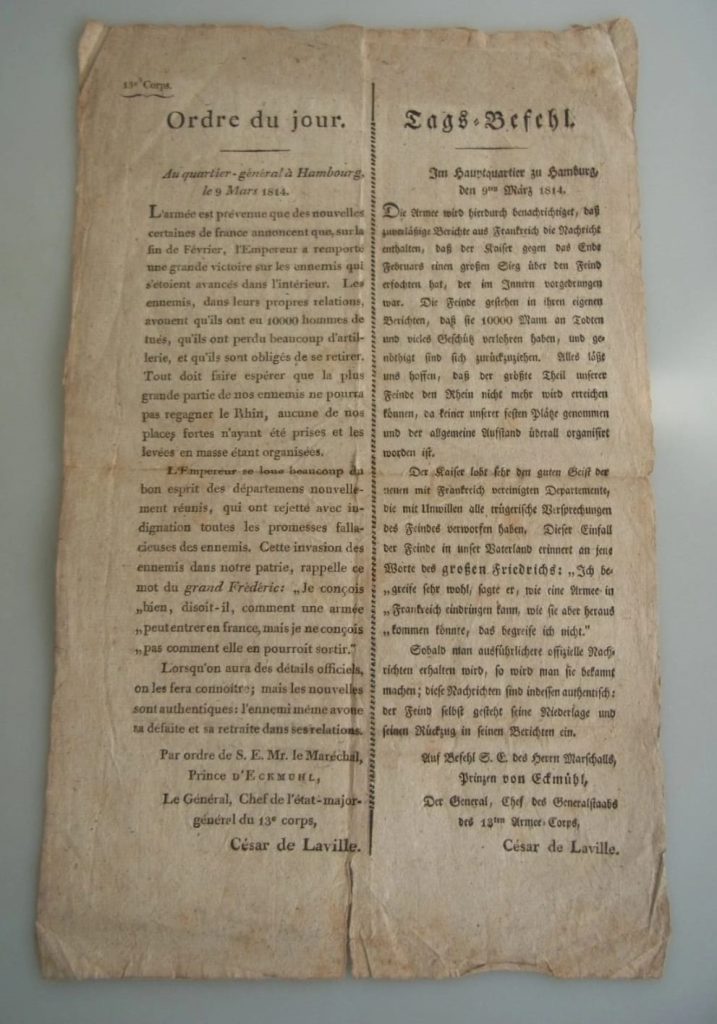 13e Corps.
Ordre du jour.
Au quartier-général à Hambourg,
le 9 Mars 1814.
L'armée est prévenue que des nouvelles
certaines de france annoncent que, sur la
fin de Février, l'Empereur a remporté
une grande victoire sur les ennemis qui
s'étoient avancés dans l'intérieur. Les
ennemis, dans leurs propres relations,
avouent qu'ils ont eu 10000 hommes de
tués, qu'ils ont perdu beaucoup d'artil-
lerie, et qu'ils sont obligés de se retirer.
Tout doit faire espérer que la plus
grande partie de nos ennemis ne pourra
pas regagner le Rhin, aucune de nos
places fortes n'ayant été prises et les
levées en masse étant organisées.
L'Empereur se loue beaucoup du
bon esprit des départemens nouvelle-
ment réunis, qui ont rejetté avec in-
dignation toutes les promesses falla-
cieuses des ennemis. Cette invasion des
ennemis dans notre patrie, rappelle ce
mot du grand Fréderic: „Je conçois
„bien, disoit-il, comment une armée
„peut entrer en france, mais je ne conçois
„pas comment elle en pourroit sortir."
Lorsqu'on aura des détails officiels,
on les fera connoître; mais les nouvelles
sont authentiques: l'ennemi même avoue
sa défaite et sa retraite dans ses relations.
Par ordre de S. E. Mr. le Maréchal,
Prince D'ECKMUHL,
Le Général, Chef de l'état-major-
général du 13e corps,
César de Laville.
Tags-Befehl.
Im Hauptquartier zu Hamburg,
den 9ten März 1814.
Die Armee wird hierdurch benachrichtiget, daß
zuverläßige Berichte aus Frankreich die Nachricht
enthalten, daß der Kaiser gegen das Ende
Februars einen großen Sieg über den Feind
erfochten hat, der im Innern vorgedrungen
war. Die Feinde gestehen in ihren eigenen
Berichten, daß sie 10000 Mann an Todten
und vieles Geschütz verlohren haben, und ge-
nöthigt sind sich zurückzuziehen. Alles läßt
uns hoffen, daß der größte Theil unserer
Feinde den Rhein nicht mehr wird erreichen
können, da keiner unserer festen Plätze genommen
und der allgemeine Aufstand überall organisirt
worden ist.
Der Kaiser lobt sehr den guten Geist der
neuen mit Frankreich vereinigten Departemente,
die mit Unwillen alle trügerische Versprechungen
des Feindes verworfen haben. Dieser Einfall
der Feinde in unser Vaterland erinnert an jene
Worte des großen Friedrichs: „Ich be-
„greife sehr wohl, sagte er, wie eine Armee in
„Frankreich eindringen kann, wie sie aber heraus
„kommen könnte, das begreife ich nicht."
Sobald man ausführlichere offizielle Nach-
richten erhalten wird, so wird man sie bekannt
machen; diese Nachrichten sind indessen authentisch:
der Feind selbst gesteht seine Niederlage und
seinen Rückzug in seinen Berichten ein.
Auf Befehl S. E. des Herrn Marschalls,
Prinzen von Eckmühl,
Der General, Chef des Generalstaabs
des 13ten Armee-Corps,
César de Laville.